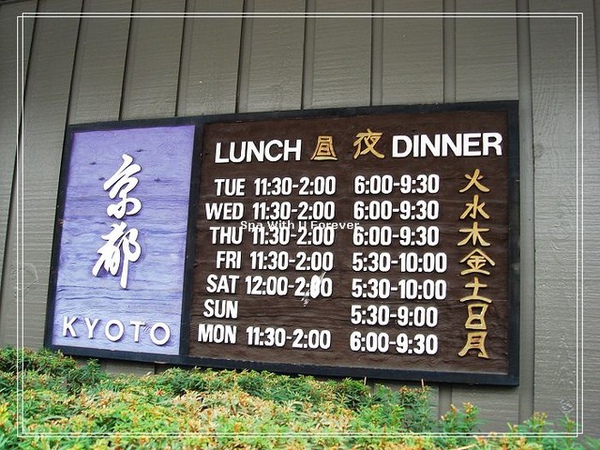 京都
KYOTO
LUNCH 昼 夜 DINNER
TUE 11:30-2:00 6:00-9:30 火
WED 11:30-2:00 6:00-9:30 水
THU 11:30-2:00 6:00-9:30 木
FRI 11:30-2:00 5:30-10:00 金
SAT 12:00-2:00 5:30-10:00 土
SUN 5:30-9:00 日
MON 11:30-2:00 6:00-9:30 月
Spa With U Forever